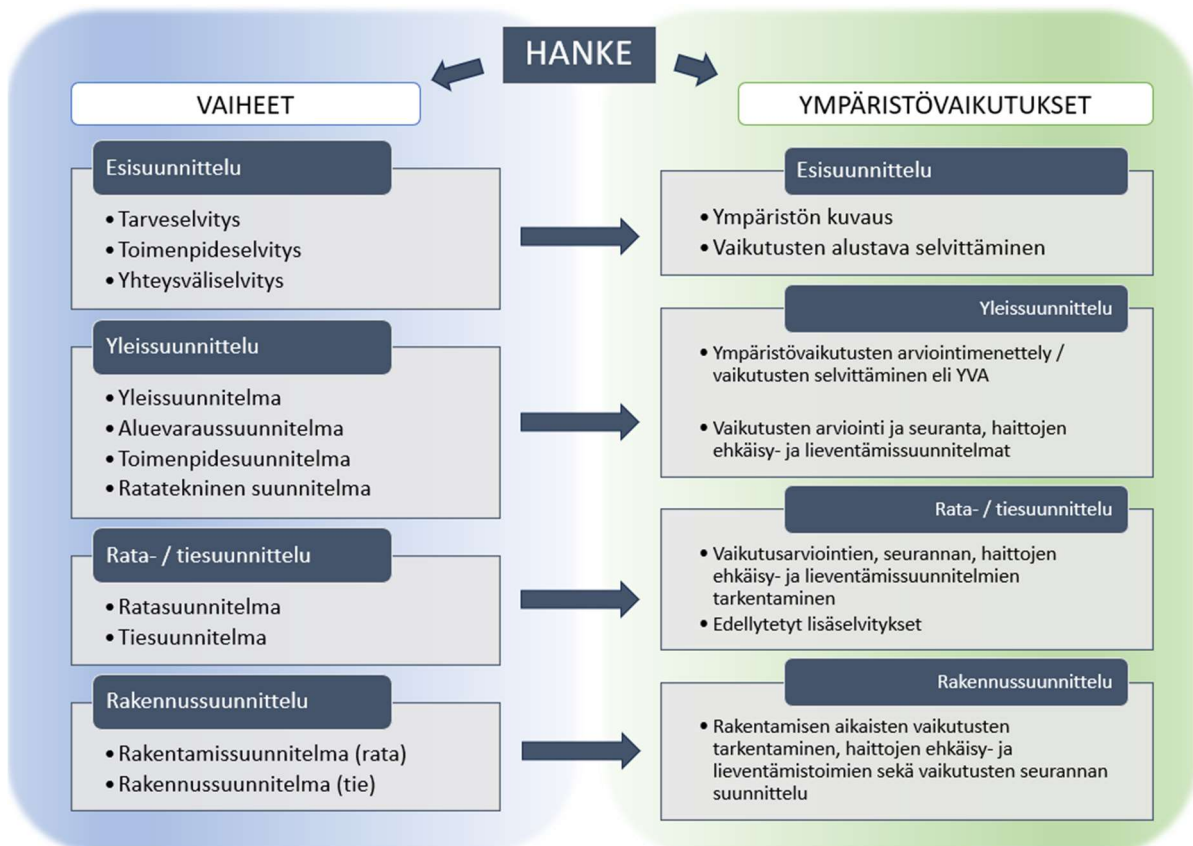 HANKE
VAIHEET
Esisuunnittelu
• Tarveselvitys
• Toimenpideselvitys
• Yhteysväliselvitys
Yleissuunnittelu
• Yleissuunnitelma
• Aluevaraussuunnitelma
• Toimenpidesuunnitelma
• Ratatekninen suunnitelma
Rata- / tiesuunnittelu
• Ratasuunnitelma
• Tiesuunnitelma
Rakennussuunnittelu
• Rakentamissuunnitelma (rata)
• Rakennussuunnitelma (tie)
YMPÄRISTÖVAIKUTUKSET
Esisuunnittelu
• Ympäristön kuvaus
• Vaikutusten alustava selvittäminen
Yleissuunnittelu
• Ympäristövaikutusten arviointimenettely /
vaikutusten selvittäminen eli YVA
• Vaikutusten arviointi ja seuranta, haittojen
ehkäisy- ja lieventämissuunnitelmat
Rata- / tiesuunnittelu
• Vaikutusarviointien, seurannan, haittojen
ehkäisy- ja lieventämissuunnitelmien
tarkentaminen
• Edellytetyt lisäselvitykset
Rakennussuunnittelu
• Rakentamisen aikaisten vaikutusten
tarkentaminen, haittojen ehkäisy- ja
lieventämistoimien sekä vaikutusten seurannan
suunnittelu